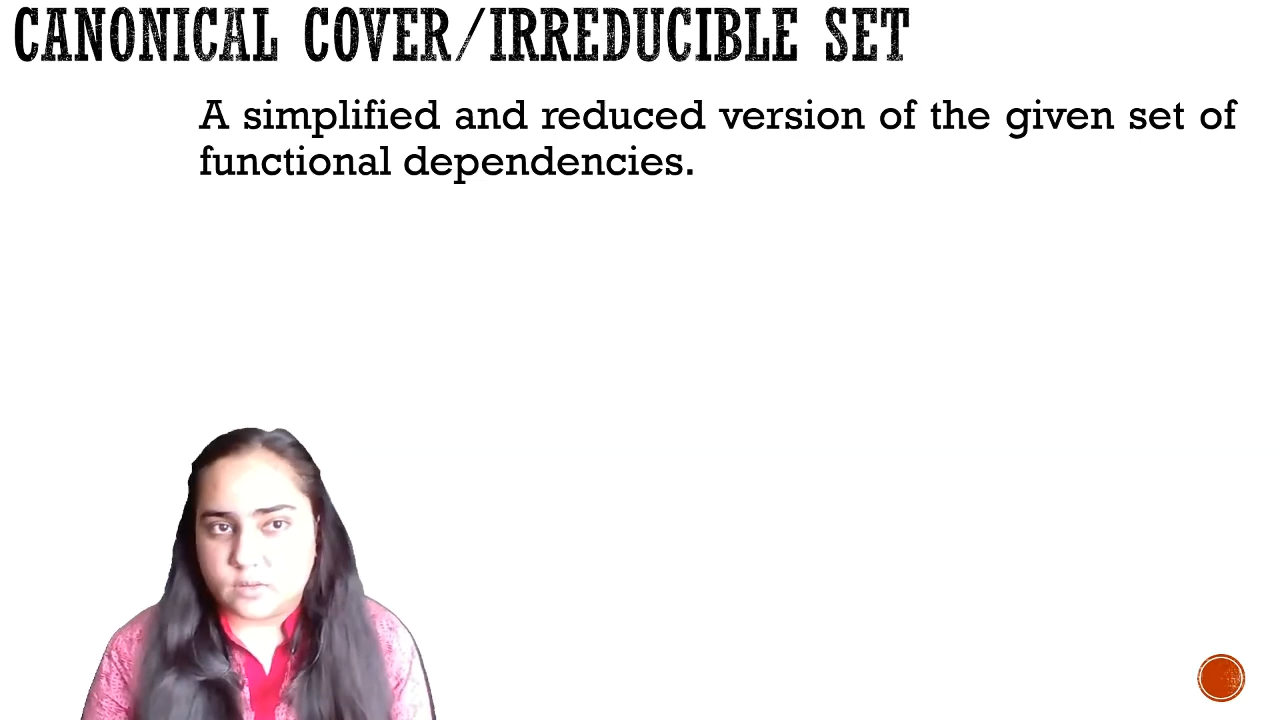 CANONICAL COVER/IRREDUCIBLE SET
A simplified and reduced version of the given set of
functional dependencies.